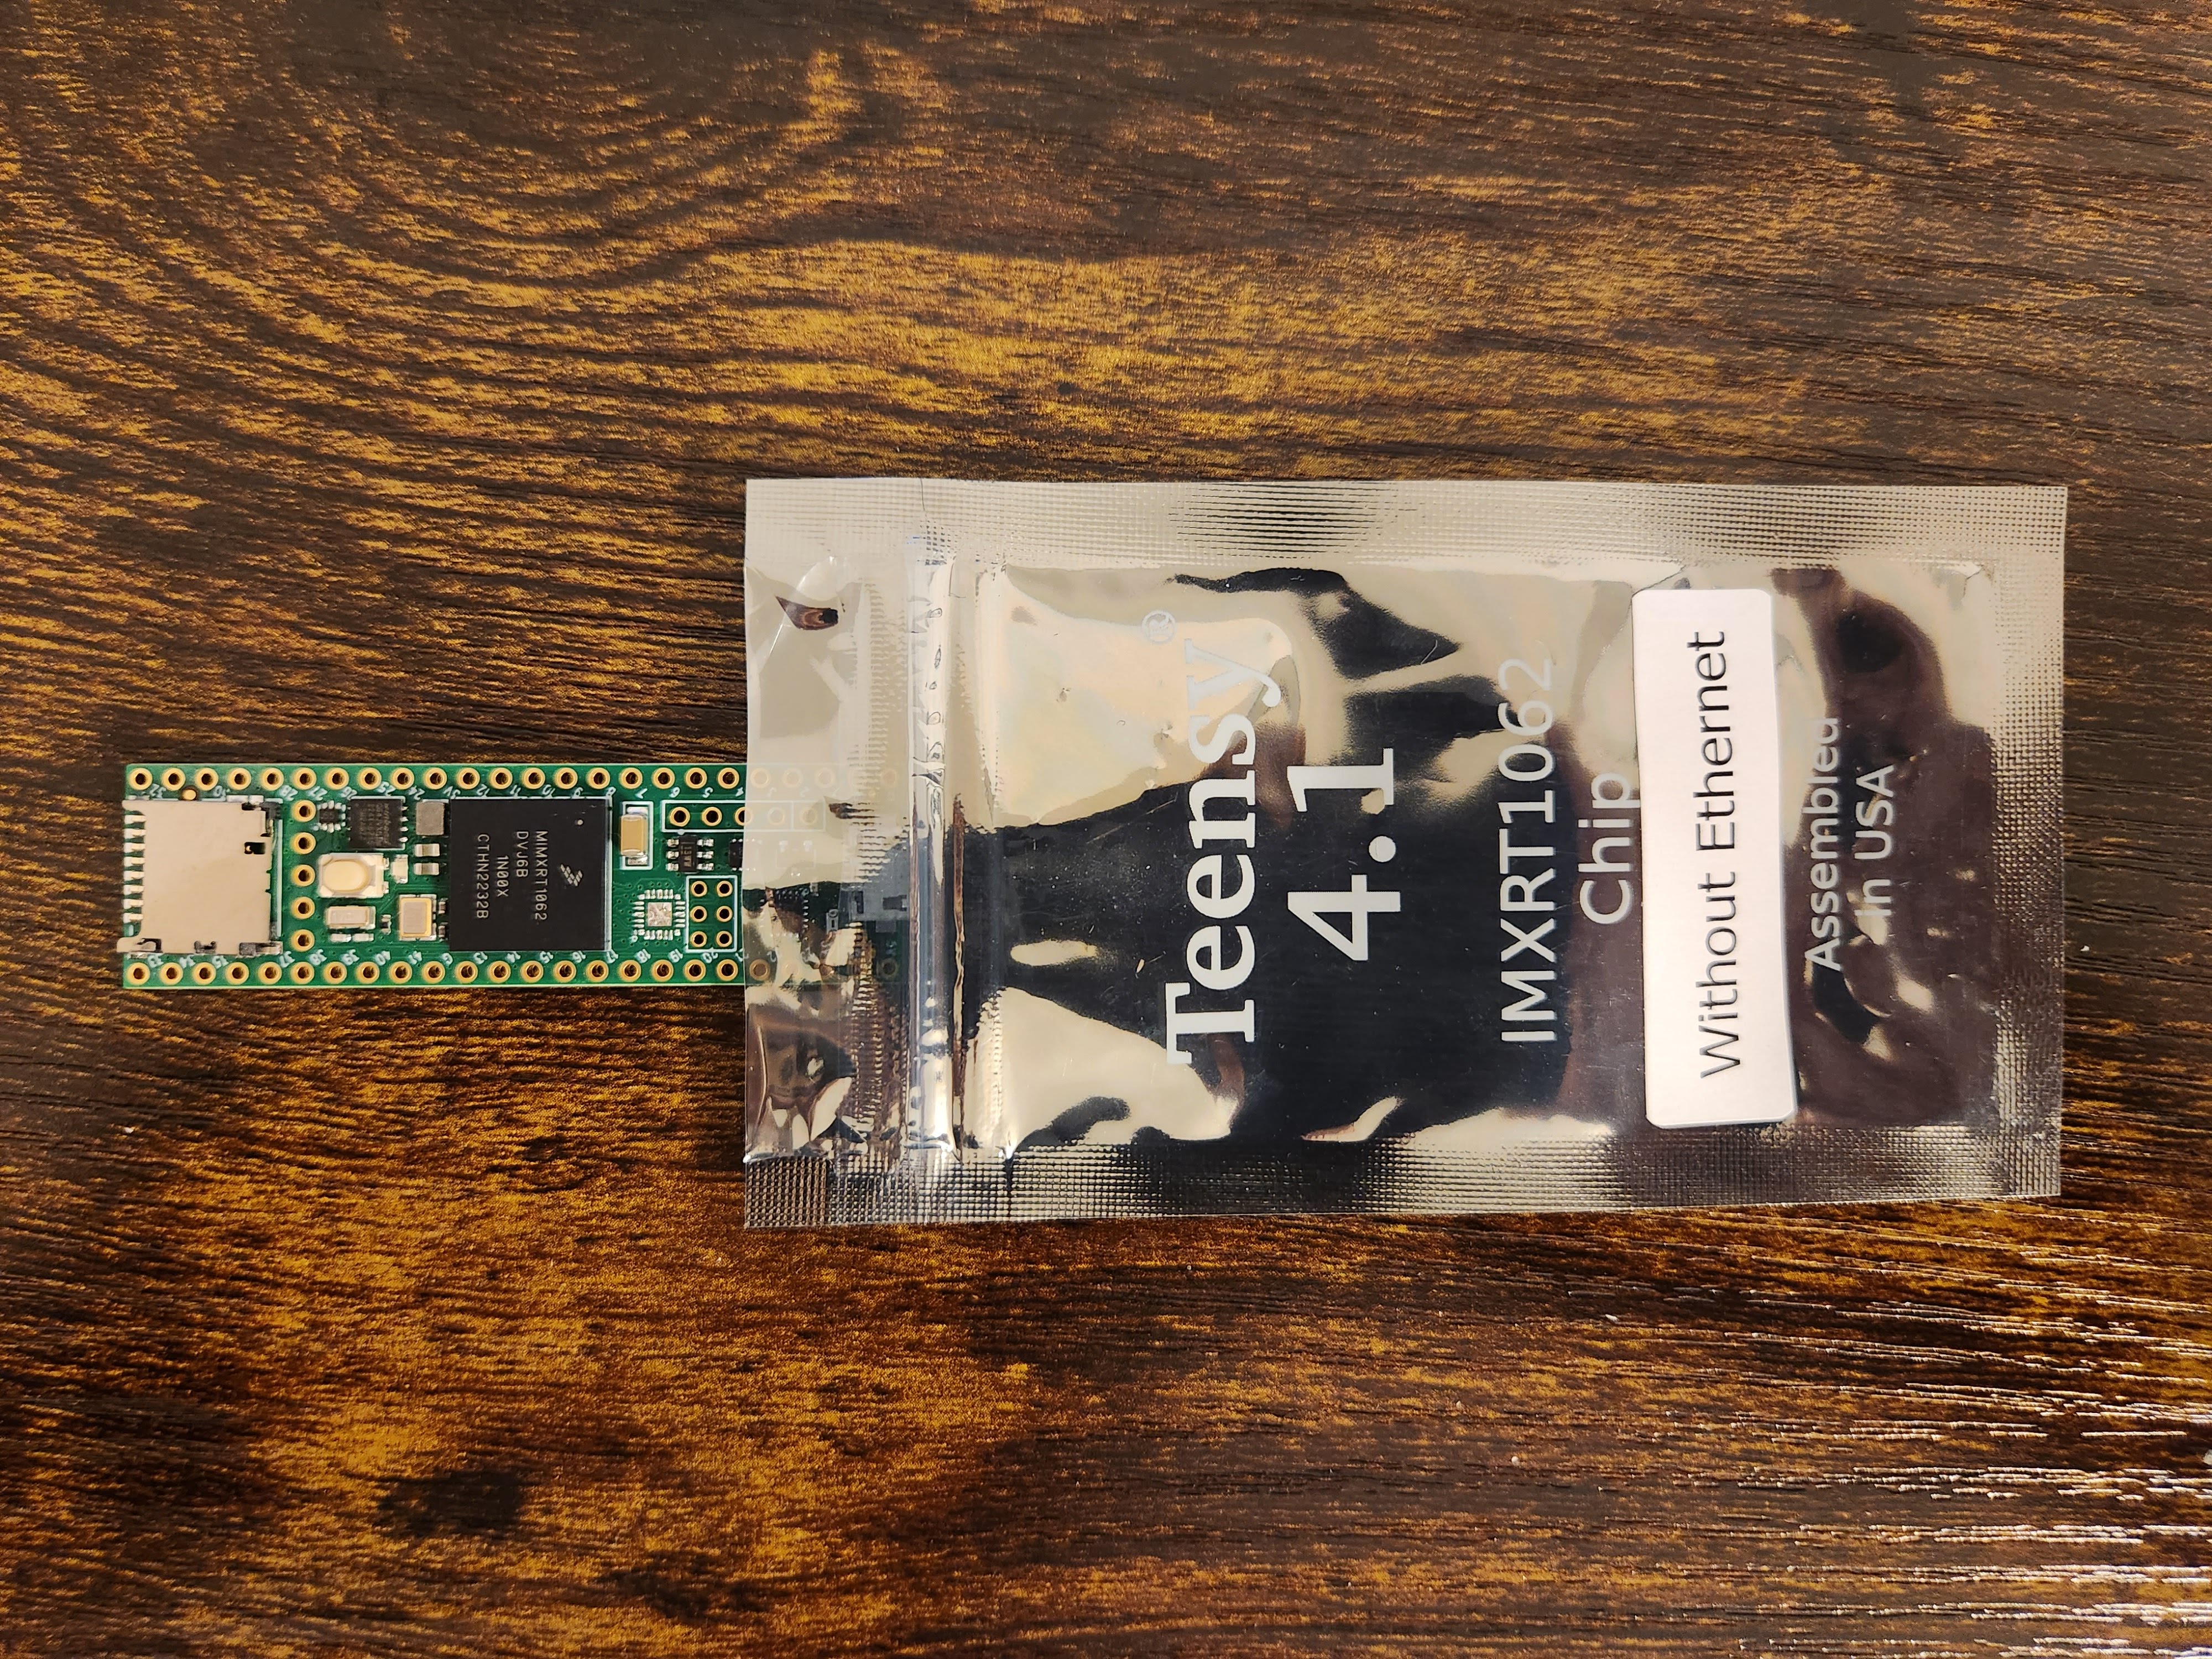 Teensy®
4.1
IMXRT1062
Chip
Without Ethernet
Assembled
In USA
MIMXRT1062
DVJ6B
1N00X
CTHN2232B